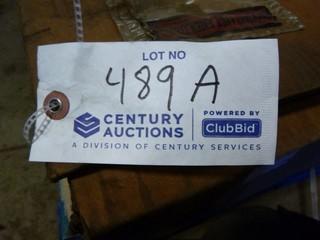 LOT NO
489 A
CENTURY
AUCTIONS
POWERED BY
ClubBid
A DIVISION OF CENTURY SERVICES